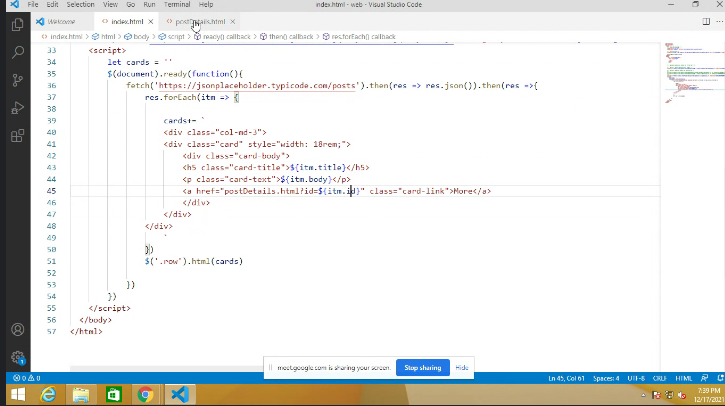 File Edit Selection View Go Run Terminal Help
index.html - web - Visual Studio Code
Welcome
<> index.html ×
<> postDetails.html ×
<> index.html > html > body > script > ready() callback > then() callback > res.forEach() callback
33 <script>
34 let cards = ''
35 $(document).ready(function(){
36 fetch('https://jsonplaceholder.typicode.com/posts').then(res => res.json()).then(res =>{
37 res.forEach(itm => {
38
39 cards+= `
40 <div class="col-md-3">
41 <div class="card" style="width: 18rem;">
42 <div class="card-body">
43 <h5 class="card-title">${itm.title}</h5>
44 <p class="card-text">${itm.body}</p>
45 <a href="postDetails.html?id=${itm.id}" class="card-link">More</a>
46 </div>
47 </div>
48 </div>
49 `
50 })
51 $('.row').html(cards)
52
53 })
54 })
55 </script>
56 </body>
57 </html>
meet.google.com is sharing your screen. Stop sharing Hide
0 0 Ln 45, Col 61 Spaces: 4 UTF-8 CRLF HTML
1
7:39 PM